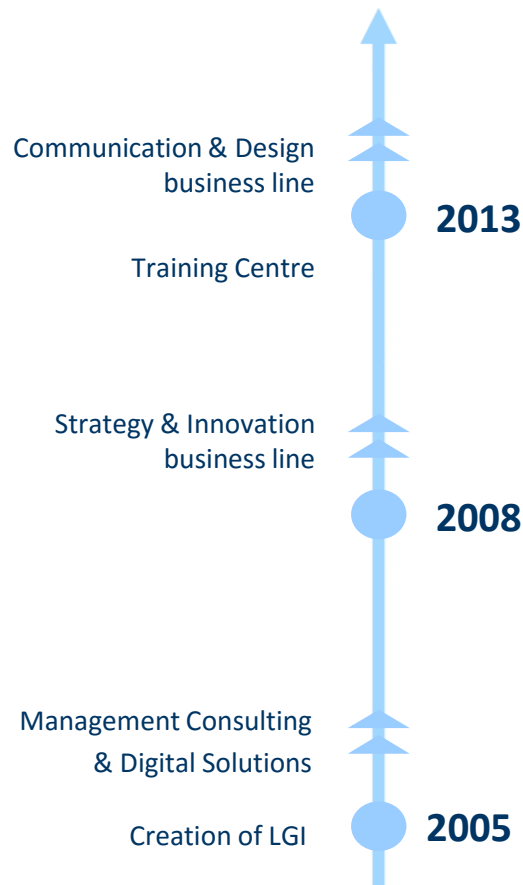 Communication & Design
business line
2013
Training Centre
Strategy & Innovation
business line
2008
Management Consulting
& Digital Solutions
Creation of LGI
2005